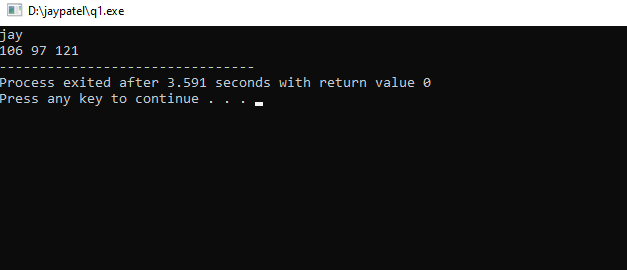 D:\jaypatel\q1.exe
jay
106 97 121
--------------------------------
Process exited after 3.591 seconds with return value 0
Press any key to continue . . .